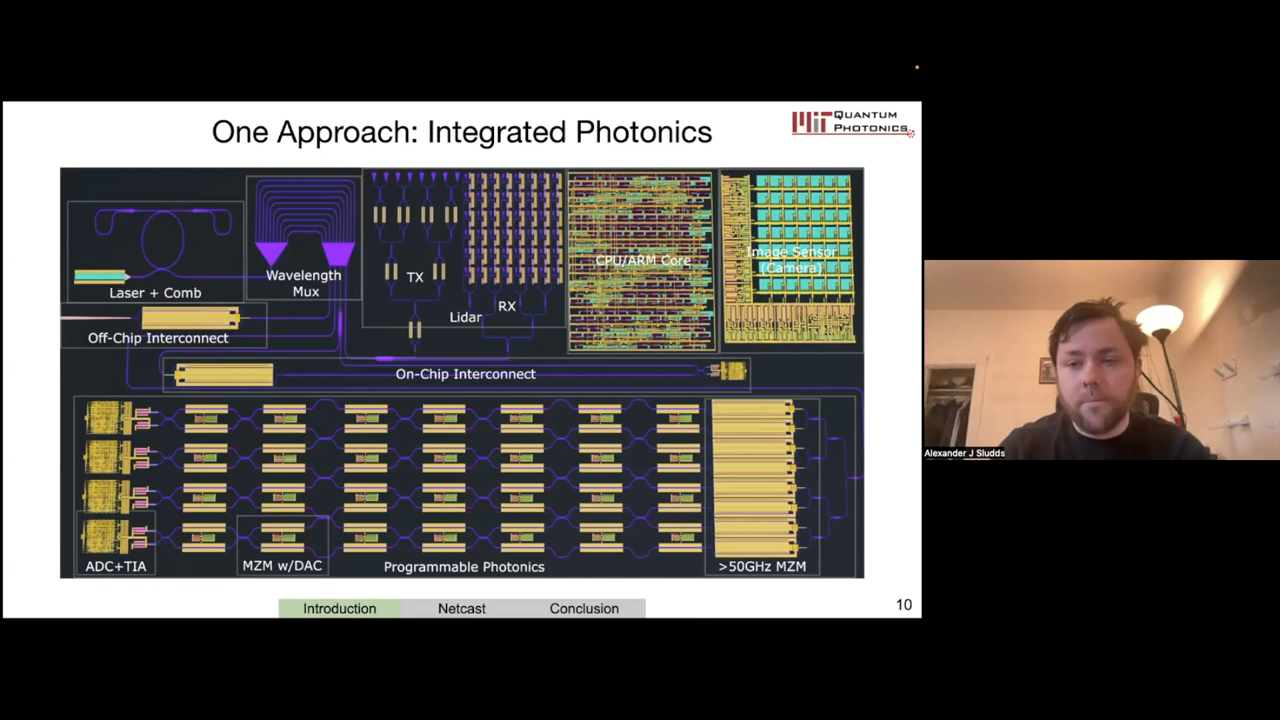 One Approach: Integrated Photonics
MIT QUANTUM
PHOTONICS
Laser + Comb
Wavelength
Mux
TX
RX
Lidar
CPU/ARM Core
Image Sensor
(Camera)
Off-Chip Interconnect
On-Chip Interconnect
ADC+TIA
MZM w/DAC
Programmable Photonics
>50GHz MZM
Introduction
Netcast
Conclusion
10
Alexander J Sludds